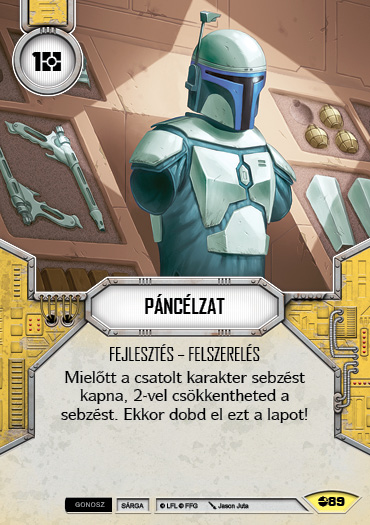 1
PÁNCÉLZAT
FEJLESZTÉS – FELSZERELÉS
Mielőtt a csatolt karakter sebzést
kapna, 2-vel csökkentheted a
sebzést. Ekkor dobd el ezt a lapot!
GONOSZ SÁRGA © LFL © FFG Jason Juta 89